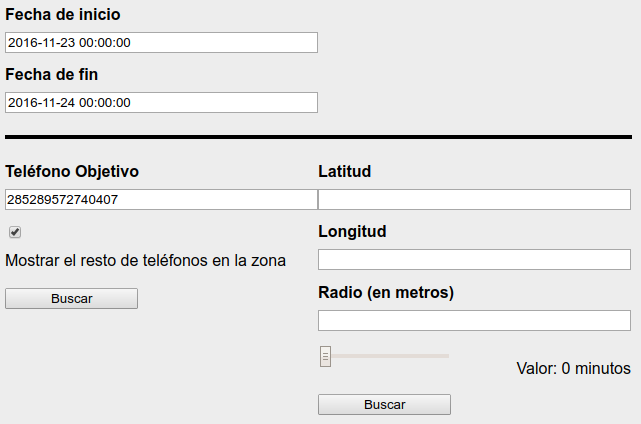 Fecha de inicio
2016-11-23 00:00:00
Fecha de fin
2016-11-24 00:00:00
Teléfono Objetivo
285289572740407
Mostrar el resto de teléfonos en la zona
Buscar
Latitud
Longitud
Radio (en metros)
Valor: 0 minutos
Buscar